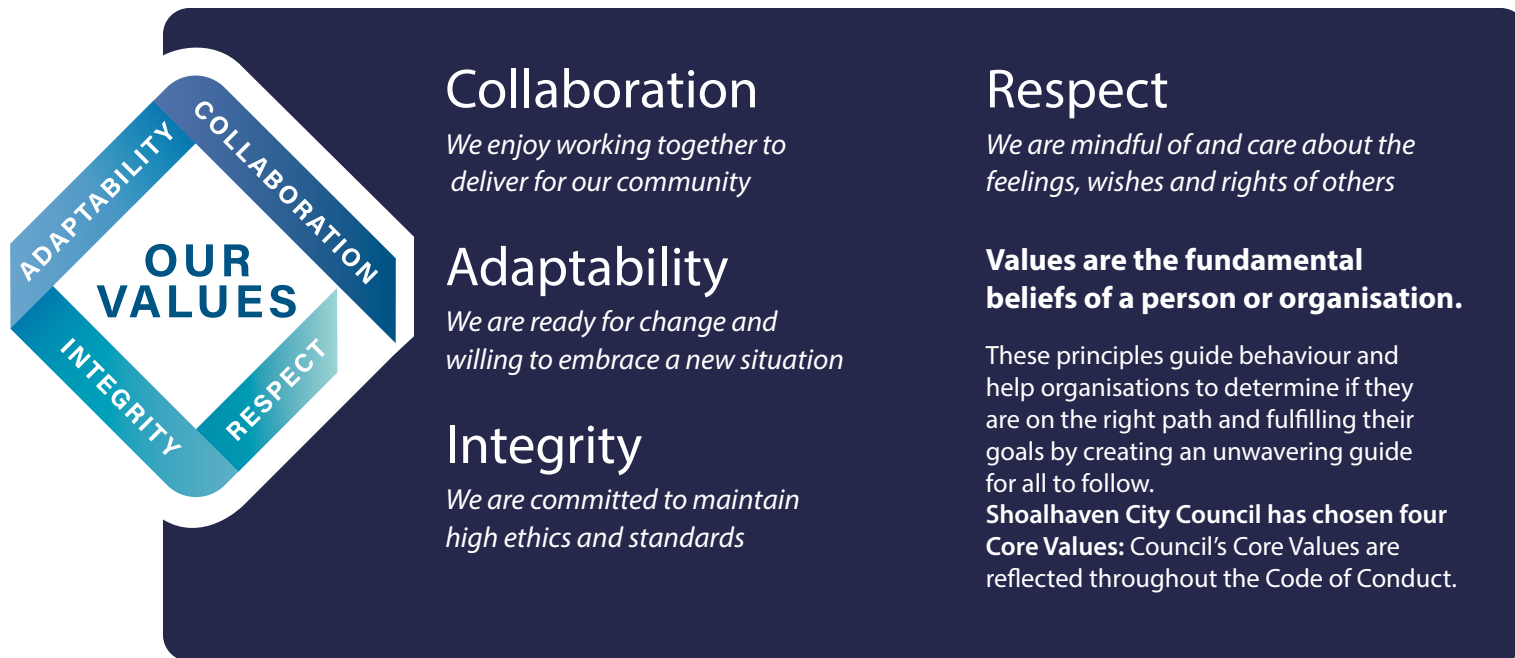 ADAPTABILITY
COLLABORATION
INTEGRITY
RESPECT
OUR
VALUES
Collaboration
We enjoy working together to
deliver for our community
Adaptability
We are ready for change and
willing to embrace a new situation
Integrity
We are committed to maintain
high ethics and standards
Respect
We are mindful of and care about the
feelings, wishes and rights of others
Values are the fundamental
beliefs of a person or organisation.
These principles guide behaviour and
help organisations to determine if they
are on the right path and fulfilling their
goals by creating an unwavering guide
for all to follow.
Shoalhaven City Council has chosen four
Core Values: Council’s Core Values are
reflected throughout the Code of Conduct.